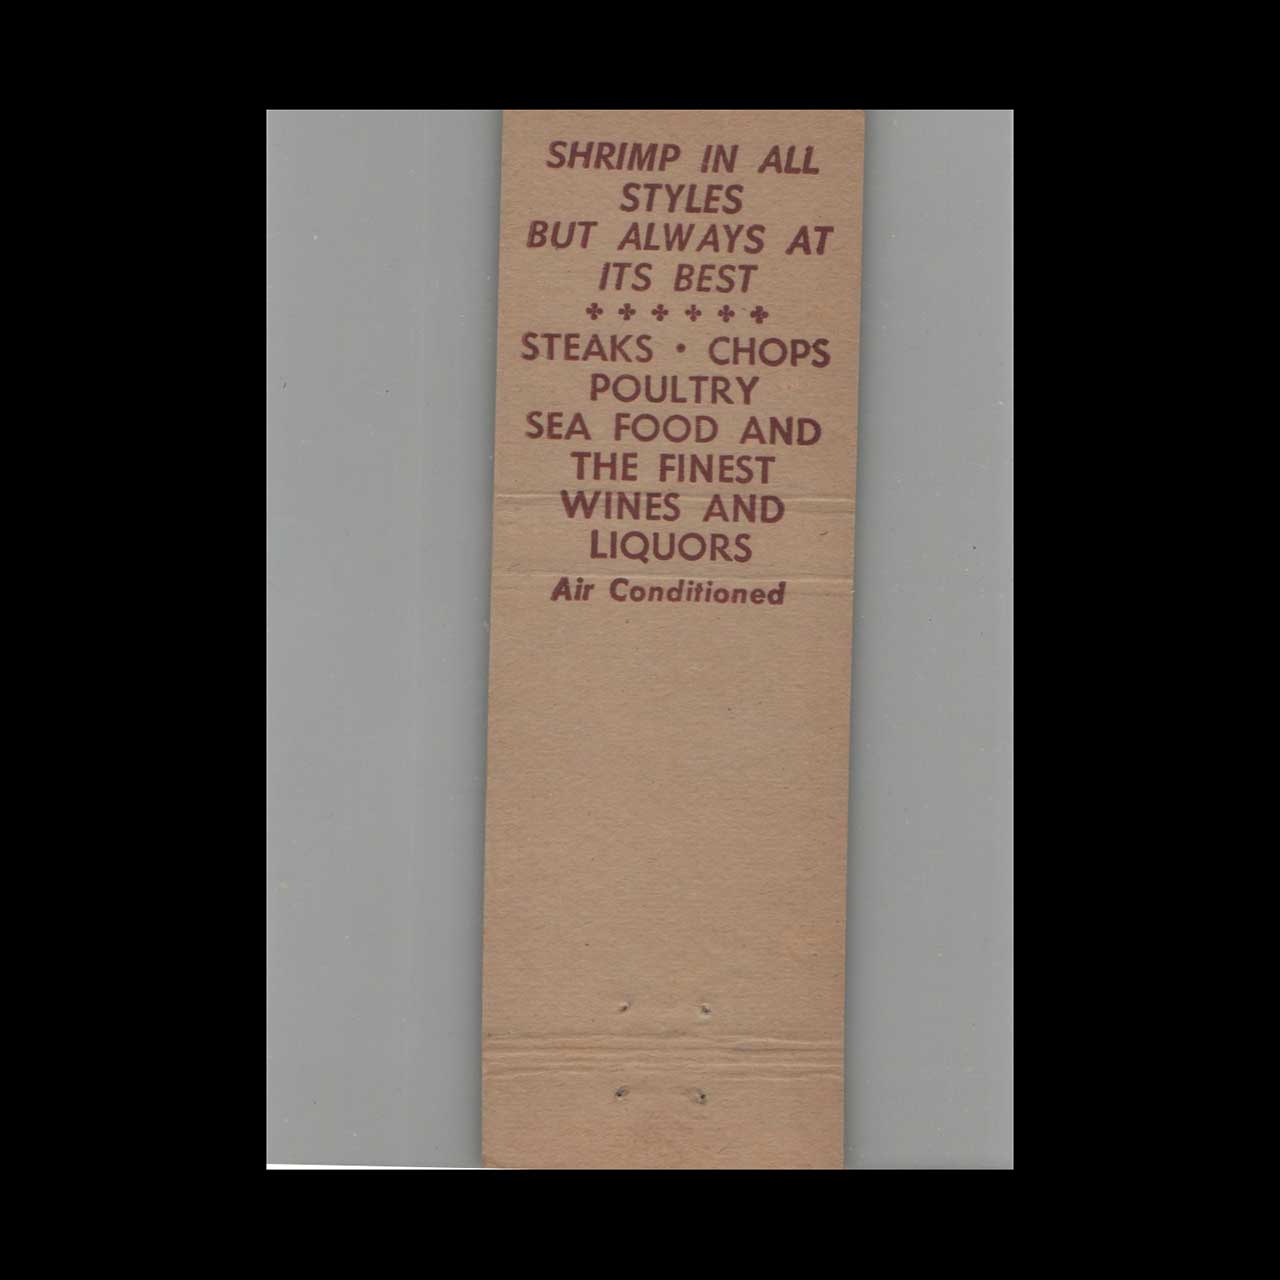 SHRIMP IN ALL
STYLES
BUT ALWAYS AT
ITS BEST
STEAKS • CHOPS
POULTRY
SEA FOOD AND
THE FINEST
WINES AND
LIQUORS
Air Conditioned